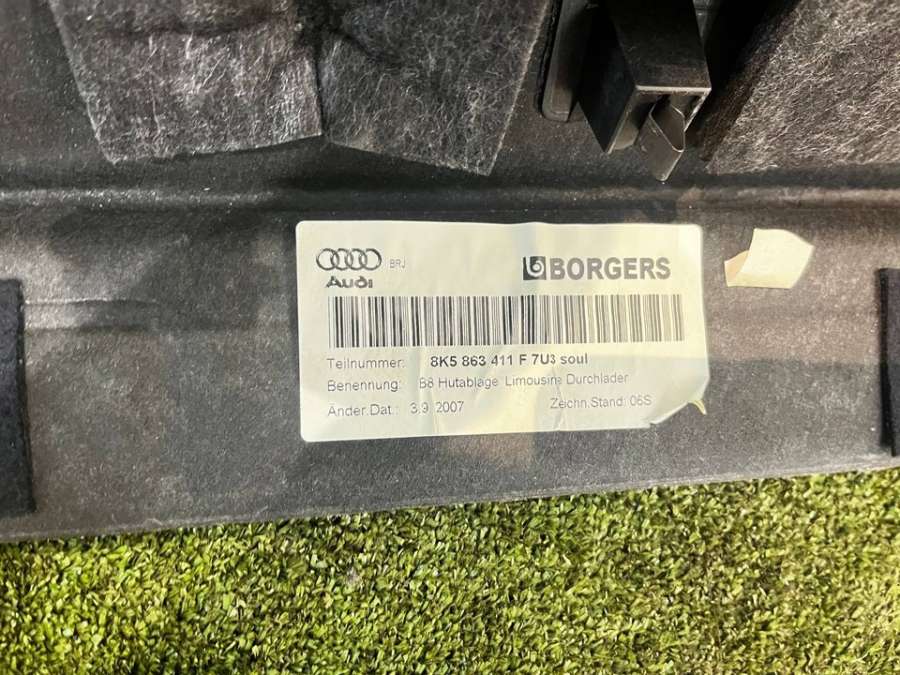 Audi BRJ BORGERS
Teilnummer: 8K5 863 411 F 7U3 soul
Benennung: B8 Hutablage Limousine Durchlader
Änder.Dat.: 3.9 2007 Zeichn.Stand: 06S